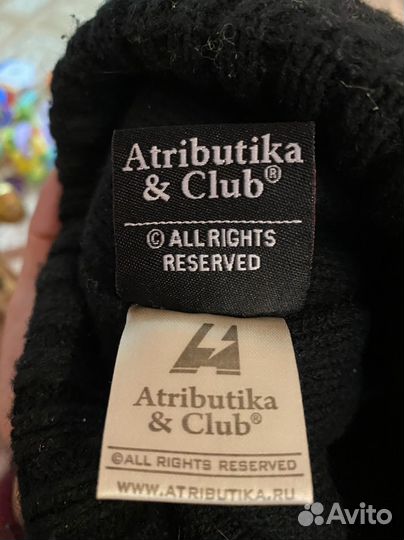 Atributika
& Club®
© ALL RIGHTS
RESERVED
Atributika
& Club®
©ALL RIGHTS RESERVED
WWW.ATRIBUTIKA.RU
Avito